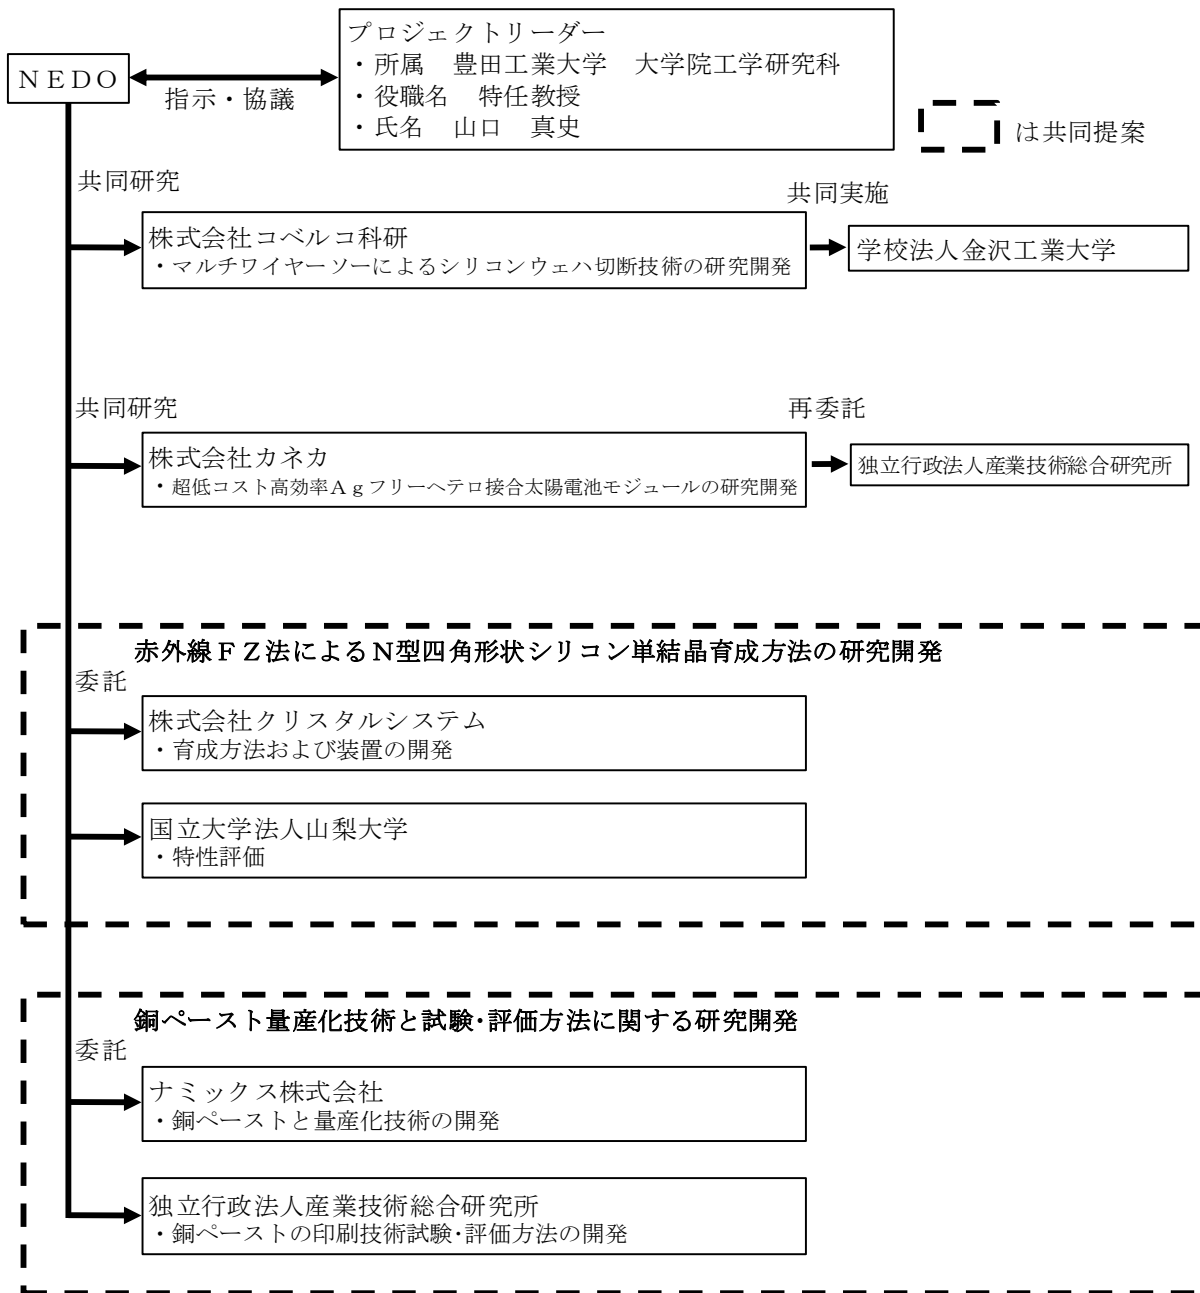 プロジェクトリーダー
・所属　豊田工業大学　大学院工学研究科
・役職名　特任教授
・氏名　山口　真史
ＮＥＤＯ
指示・協議
は共同提案
共同研究
共同実施
株式会社コベルコ科研
・マルチワイヤーソーによるシリコンウェハ切断技術の研究開発
学校法人金沢工業大学
共同研究
再委託
株式会社カネカ
・超低コスト高効率Ａｇフリーヘテロ接合太陽電池モジュールの研究開発
独立行政法人産業技術総合研究所
赤外線ＦＺ法によるＮ型四角形状シリコン単結晶育成方法の研究開発
委託
株式会社クリスタルシステム
・育成方法および装置の開発
国立大学法人山梨大学
・特性評価
銅ペースト量産化技術と試験･評価方法に関する研究開発
委託
ナミックス株式会社
・銅ペーストと量産化技術の開発
独立行政法人産業技術総合研究所
・銅ペーストの印刷技術試験･評価方法の開発